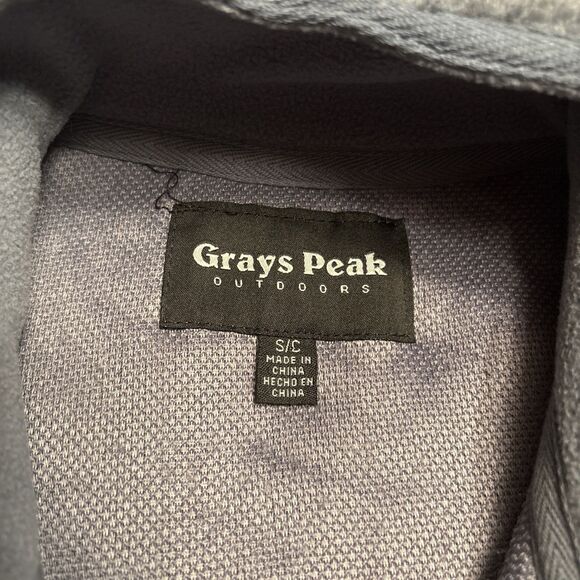 Grays Peak
OUTDOORS
S/C
MADE IN
CHINA
HECHO EN
CHINA